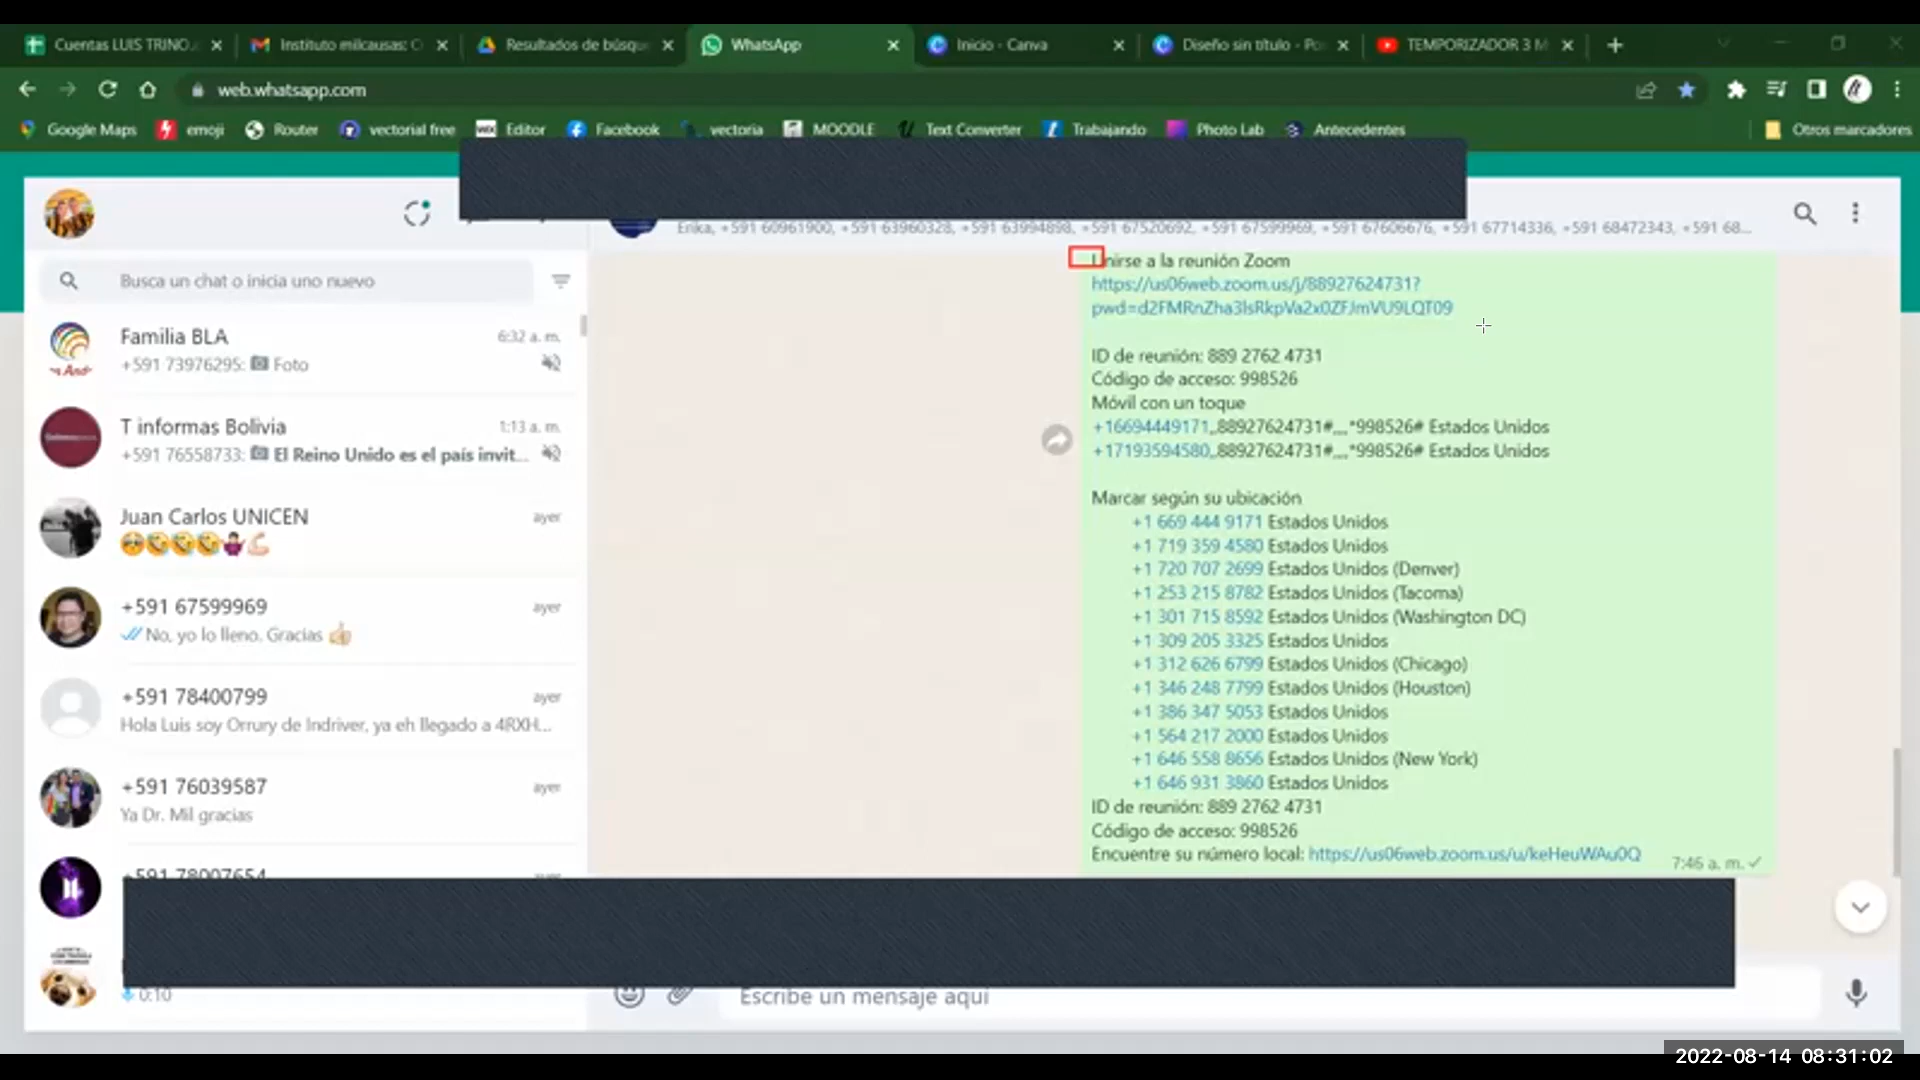 Cuentas LUIS TRINO
Instituto milcausas: C
Resultados de búsqu
WhatsApp
Inicio - Canva
Diseño sin título - Po
TEMPORIZADOR 3 M
web.whatsapp.com
Google Maps
emoji
Router
vectorial free
Editor
Facebook
vectoria
MOODLE
Text Converter
Trabajando
Photo Lab
Antecedentes
Otros marcadores
Erika, +591 60961900, +591 63960328, +591 63994898, +591 67520692, +591 67599969, +591 67606676, +591 67714336, +591 68472343, +591 68...
Busca un chat o inicia uno nuevo
Familia BLA
6:32 a. m.
+591 73976295: Foto
T informas Bolivia
1:13 a. m.
+591 76558733: El Reino Unido es el país invit...
Juan Carlos UNICEN
ayer
🥺🤣🤣🤣🤷‍♀️💪🏻
+591 67599969
ayer
No, yo lo lleno. Gracias 👍🏼
+591 78400799
ayer
Hola Luis soy Orrury de Indriver, ya eh llegado a 4RXH...
+591 76039587
ayer
Ya Dr. Mil gracias
+591 78007654
ayer
0:10
Unirse a la reunión Zoom
https://us06web.zoom.us/j/88927624731?
pwd=d2FMRnZha3lsRkpVa2x0ZFJmVU9LQT09
ID de reunión: 889 2762 4731
Código de acceso: 998526
Móvil con un toque
+16694449171,,88927624731#,,,,*998526# Estados Unidos
+17193594580,,88927624731#,,,,*998526# Estados Unidos
Marcar según su ubicación
+1 669 444 9171 Estados Unidos
+1 719 359 4580 Estados Unidos
+1 720 707 2699 Estados Unidos (Denver)
+1 253 215 8782 Estados Unidos (Tacoma)
+1 301 715 8592 Estados Unidos (Washington DC)
+1 309 205 3325 Estados Unidos
+1 312 626 6799 Estados Unidos (Chicago)
+1 346 248 7799 Estados Unidos (Houston)
+1 386 347 5053 Estados Unidos
+1 564 217 2000 Estados Unidos
+1 646 558 8656 Estados Unidos (New York)
+1 646 931 3860 Estados Unidos
ID de reunión: 889 2762 4731
Código de acceso: 998526
Encuentre su número local: https://us06web.zoom.us/u/keHeuWAu0Q
7:46 a. m.
Escribe un mensaje aquí
2022-08-14 08:31:02